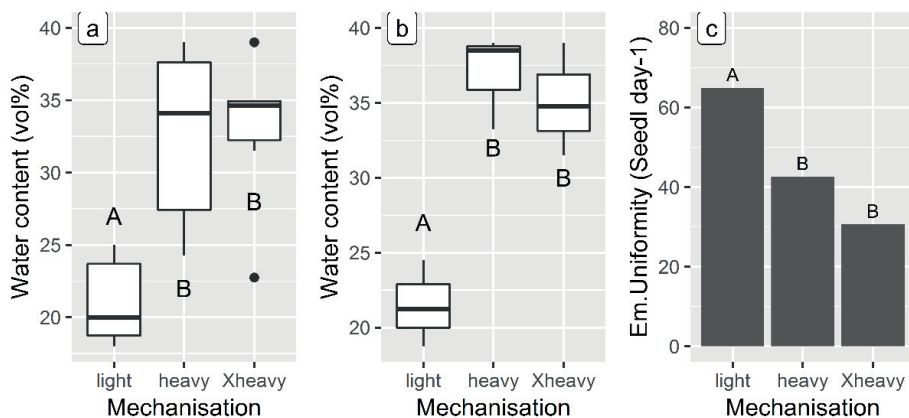 a
Water content (vol%)
40
35
30
25
20
A
B
B
light heavy Xheavy
Mechanisation
b
Water content (vol%)
40
35
30
25
20
A
B
B
light heavy Xheavy
Mechanisation
c
Em.Uniformity (Seedl day-1)
80
60
40
20
0
A
B
B
light heavy Xheavy
Mechanisation